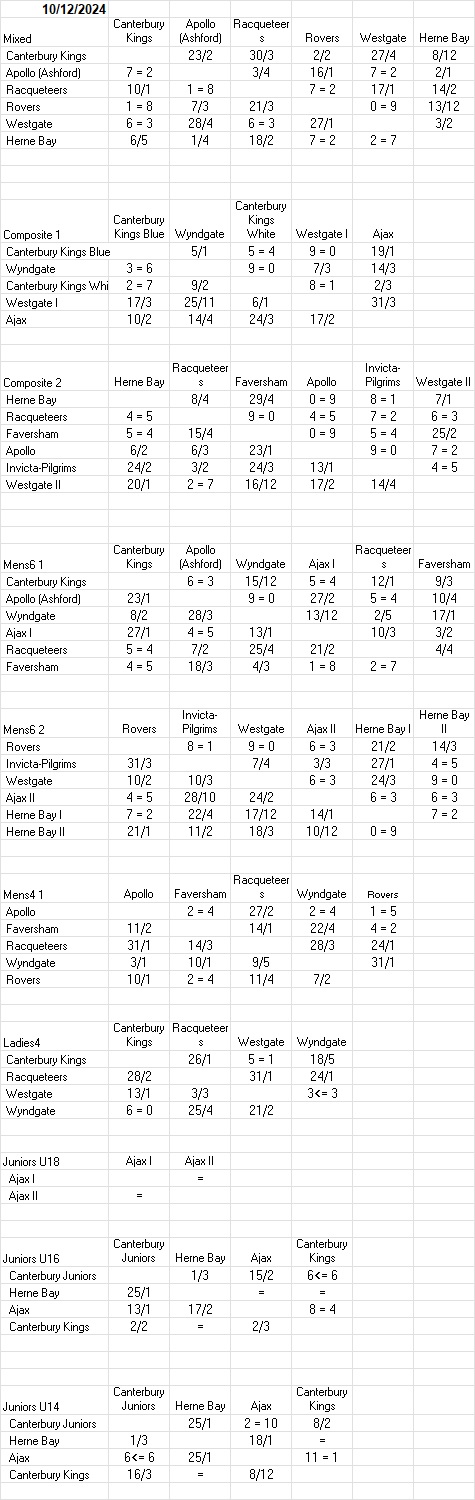 10/12/2024
Mixed Canterbury Kings Apollo (Ashford) Racqueteers Rovers Westgate Herne Bay
Canterbury Kings 23/2 30/3 2/2 27/4 8/12
Apollo (Ashford) 7 = 2 3/4 16/1 7 = 2 2/1
Racqueteers 10/1 1 = 8 7 = 2 17/1 14/2
Rovers 1 = 8 7/3 21/3 0 = 9 13/12
Westgate 6 = 3 28/4 6 = 3 27/1 3/2
Herne Bay 6/5 1/4 18/2 7 = 2 2 = 7
Composite 1 Canterbury Kings Blue Wyndgate Canterbury Kings White Westgate I Ajax
Canterbury Kings Blue 5/1 5 = 4 9 = 0 19/1
Wyndgate 3 = 6 9 = 0 7/3 14/3
Canterbury Kings Whi 2 = 7 9/2 8 = 1 2/3
Westgate I 17/3 25/11 6/1 31/3
Ajax 10/2 14/4 24/3 17/2
Composite 2 Herne Bay Racqueteers Faversham Apollo Invicta-Pilgrims Westgate II
Herne Bay 8/4 29/4 0 = 9 8 = 1 7/1
Racqueteers 4 = 5 9 = 0 4 = 5 7 = 2 6 = 3
Faversham 5 = 4 15/4 0 = 9 5 = 4 25/2
Apollo 6/2 6/3 23/1 9 = 0 7 = 2
Invicta-Pilgrims 24/2 3/2 24/3 13/1 4 = 5
Westgate II 20/1 2 = 7 16/12 17/2 14/4
Mens6 1 Canterbury Kings Apollo (Ashford) Wyndgate Ajax I Racqueteers Faversham
Canterbury Kings 6 = 3 15/12 5 = 4 12/1 9/3
Apollo (Ashford) 23/1 9 = 0 27/2 5 = 4 10/4
Wyndgate 8/2 28/3 13/12 2/5 17/1
Ajax I 27/1 4 = 5 13/1 10/3 3/2
Racqueteers 5 = 4 7/2 25/4 21/2 4/4
Faversham 4 = 5 18/3 4/3 1 = 8 2 = 7
Mens6 2 Rovers Invicta-Pilgrims Westgate Ajax II Herne Bay I Herne Bay II
Rovers 8 = 1 9 = 0 6 = 3 21/2 14/3
Invicta-Pilgrims 31/3 7/4 3/3 27/1 4 = 5
Westgate 10/2 10/3 6 = 3 24/3 9 = 0
Ajax II 4 = 5 28/10 24/2 6 = 3 6 = 3
Herne Bay I 7 = 2 22/4 17/12 14/1 7 = 2
Herne Bay II 21/1 11/2 18/3 10/12 0 = 9
Mens4 1 Apollo Faversham Racqueteers Wyndgate Rovers
Apollo 2 = 4 27/2 2 = 4 1 = 5
Faversham 11/2 14/1 22/4 4 = 2
Racqueteers 31/1 14/3 28/3 24/1
Wyndgate 3/1 10/1 9/5 31/1
Rovers 10/1 2 = 4 11/4 7/2
Ladies4 Canterbury Kings Racqueteers Westgate Wyndgate
Canterbury Kings 26/1 5 = 1 18/5
Racqueteers 28/2 31/1 24/1
Westgate 13/1 3/3 3<= 3
Wyndgate 6 = 0 25/4 21/2
Juniors U18 Ajax I Ajax II
Ajax I =
Ajax II =
Juniors U16 Canterbury Juniors Herne Bay Ajax Canterbury Kings
Canterbury Juniors 1/3 15/2 6<= 6
Herne Bay 25/1 = =
Ajax 13/1 17/2 8 = 4
Canterbury Kings 2/2 = 2/3
Juniors U14 Canterbury Juniors Herne Bay Ajax Canterbury Kings
Canterbury Juniors 25/1 2 = 10 8/2
Herne Bay 1/3 18/1 =
Ajax 6<= 6 25/1 11 = 1
Canterbury Kings 16/3 = 8/12